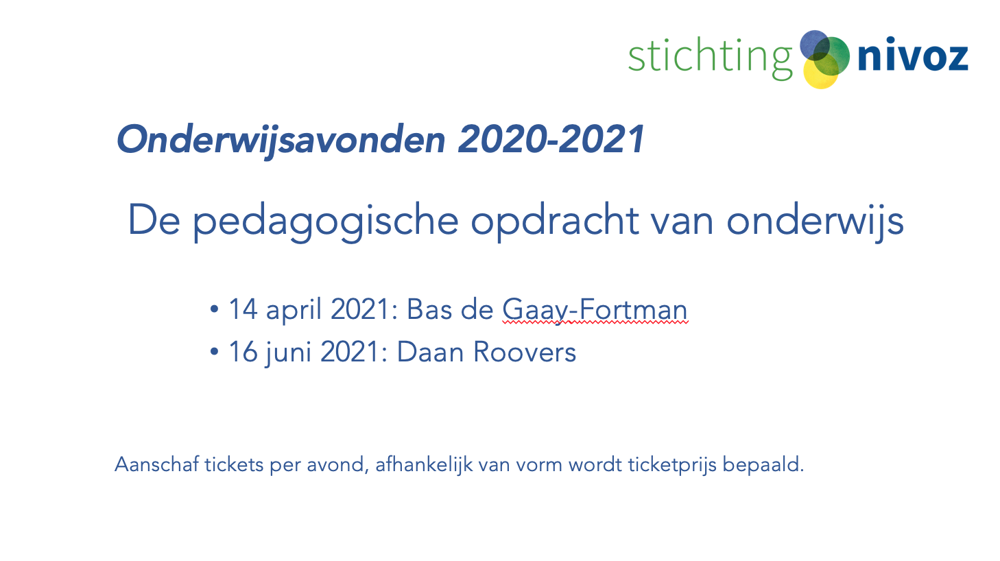 stichting nivoz
Onderwijsavonden 2020-2021
De pedagogische opdracht van onderwijs
• 14 april 2021: Bas de Gaay-Fortman
• 16 juni 2021: Daan Roovers
Aanschaf tickets per avond, afhankelijk van vorm wordt ticketprijs bepaald.